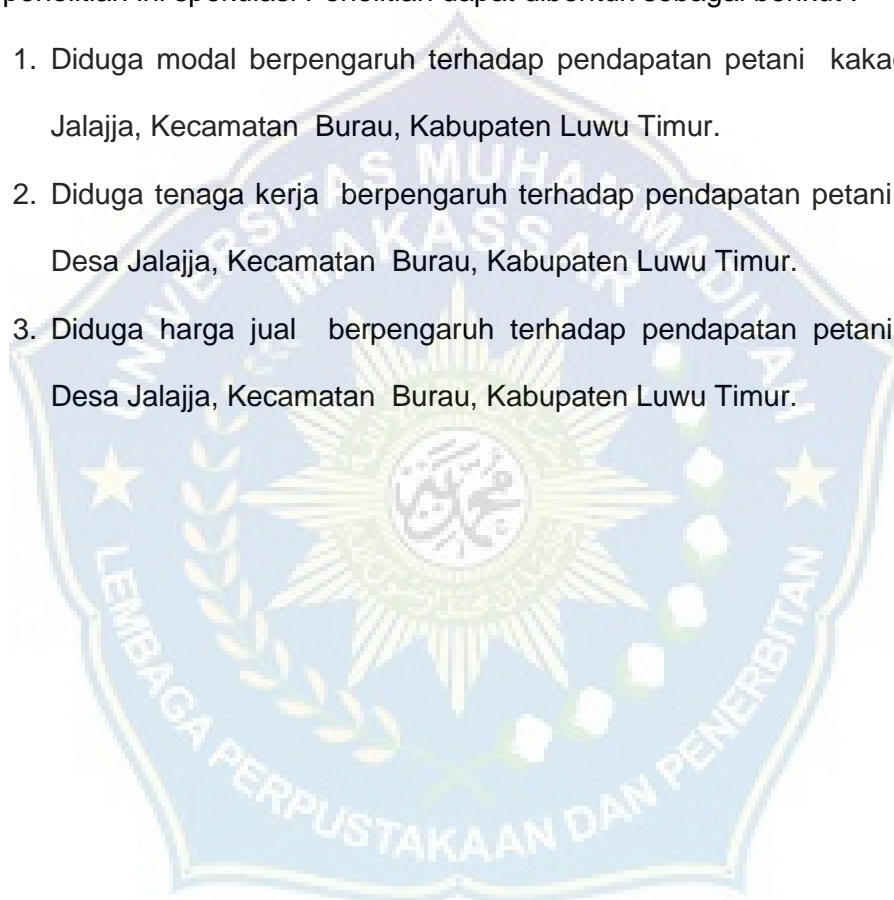 penelitian ini spekulasi Penelitian dapat dibentuk sebagai berikut :
1. Diduga modal berpengaruh terhadap pendapatan petani
Jalajja, Kecamatan Burau, Kabupaten Luwu Timur.
2. Diduga tenaga kerja berpengaruh terhadap pendapatan petani
Desa Jalajja, Kecamatan Burau, Kabupaten Luwu Timur.
3. Diduga harga jual berpengaruh terhadap pendapatan petani
Desa Jalajja, Kecamatan Burau, Kabupaten Luwu Timur.
UNIVERSITAS MUHAMMADIYAH
MAKASSAR
LEMBAGA PERPUSTAKAAN DAN PENERBITAN